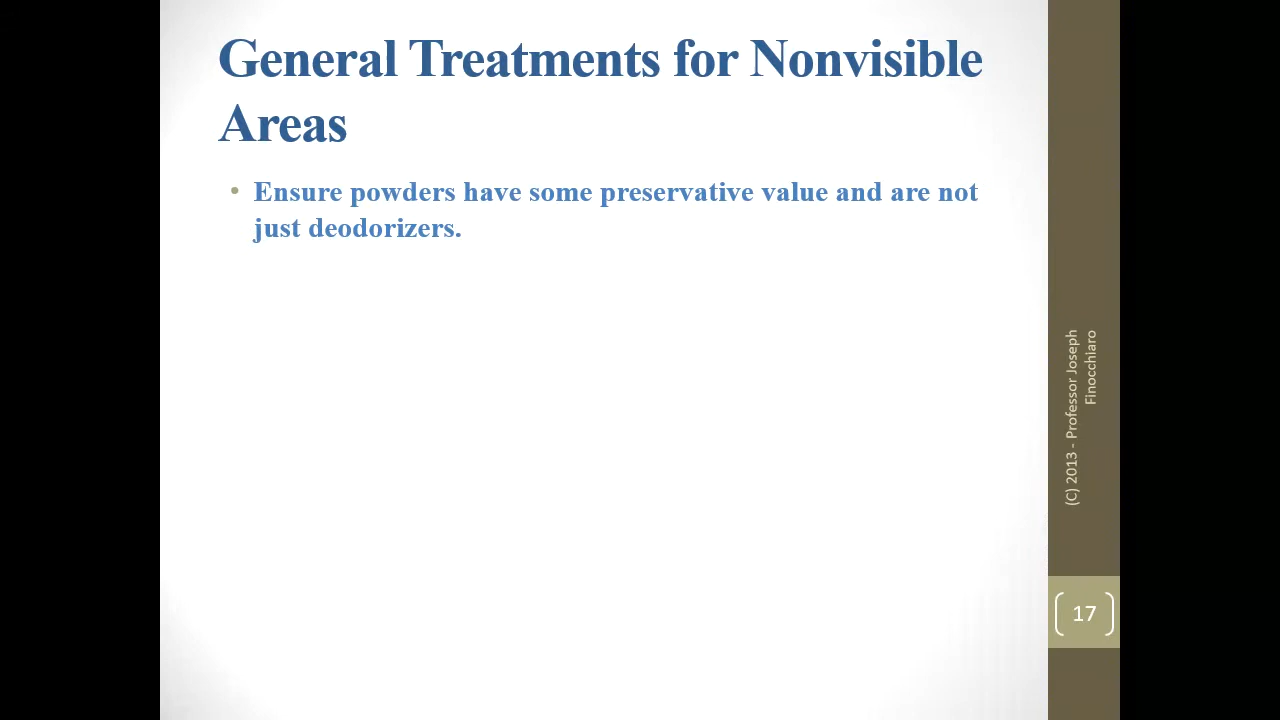 General Treatments for Nonvisible
Areas
• Ensure powders have some preservative value and are not
just deodorizers.
(C) 2013 - Professor Joseph
Finocchiaro
17